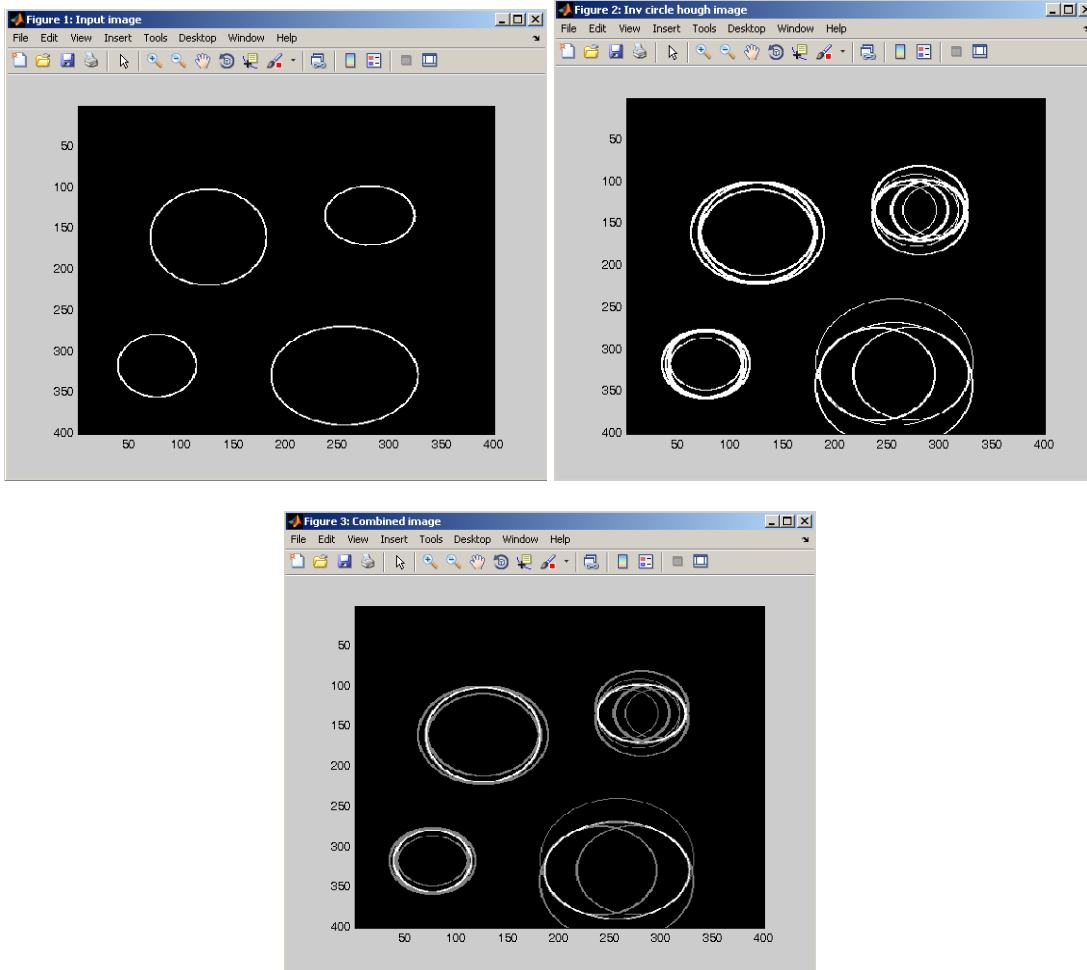 Figure 1: Input image
File Edit View Insert Tools Desktop Window Help
50
100
150
200
250
300
350
400
50 100 150 200 250 300 350 400
Figure 2: Inv circle hough image
File Edit View Insert Tools Desktop Window Help
50
100
150
200
250
300
350
400
50 100 150 200 250 300 350 400
Figure 3: Combined image
File Edit View Insert Tools Desktop Window Help
50
100
150
200
250
300
350
400
50 100 150 200 250 300 350 400